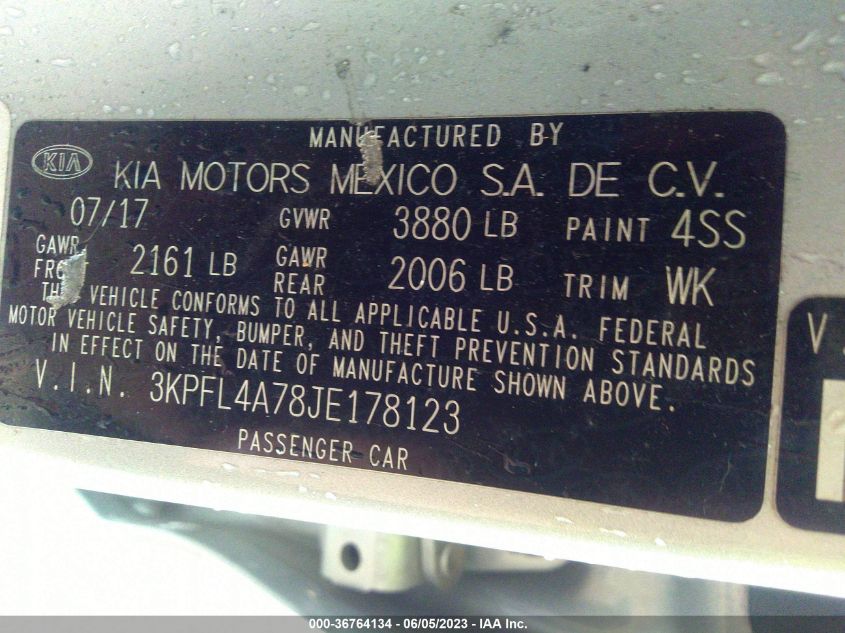 MANUFACTURED BY
KIA KIA MOTORS MEXICO S.A. DE C.V.
07/17 GVWR 3880 LB PAINT 4SS
GAWR 2161 LB GAWR 2006 LB TRIM WK
REAR
VEHICLE CONFORMS TO ALL APPLICABLE U.S.A. FEDERAL
MOTOR VEHICLE SAFETY, BUMPER, AND THEFT PREVENTION STANDARDS
IN EFFECT ON THE DATE OF MANUFACTURE SHOWN ABOVE.
V.I.N. 3KPFL4A78JE178123
PASSENGER CAR
V.
000-36764134 - 06/05/2023 - IAA Inc.